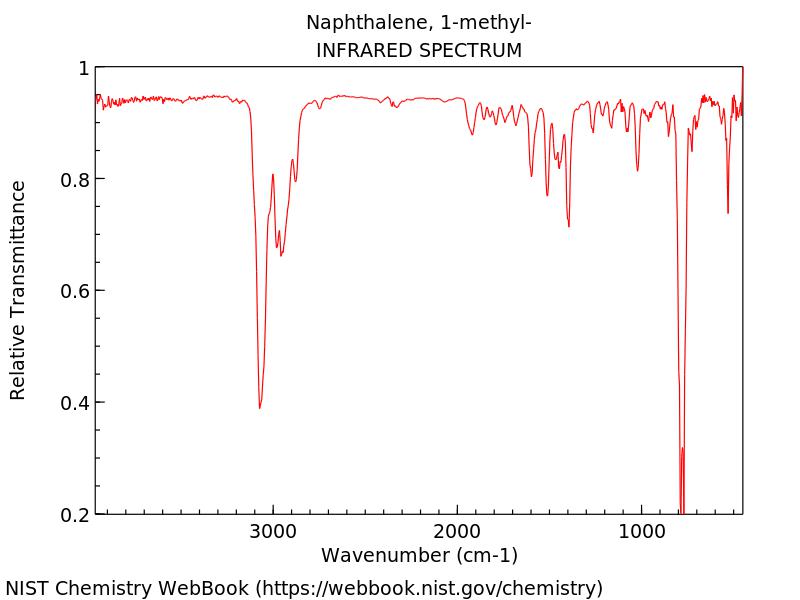 Naphthalene, 1-methyl-
INFRARED SPECTRUM
1
0.8
0.6
0.4
0.2
Relative Transmittance
3000 2000 1000
Wavenumber (cm-1)
NIST Chemistry WebBook (https://webbook.nist.gov/chemistry)